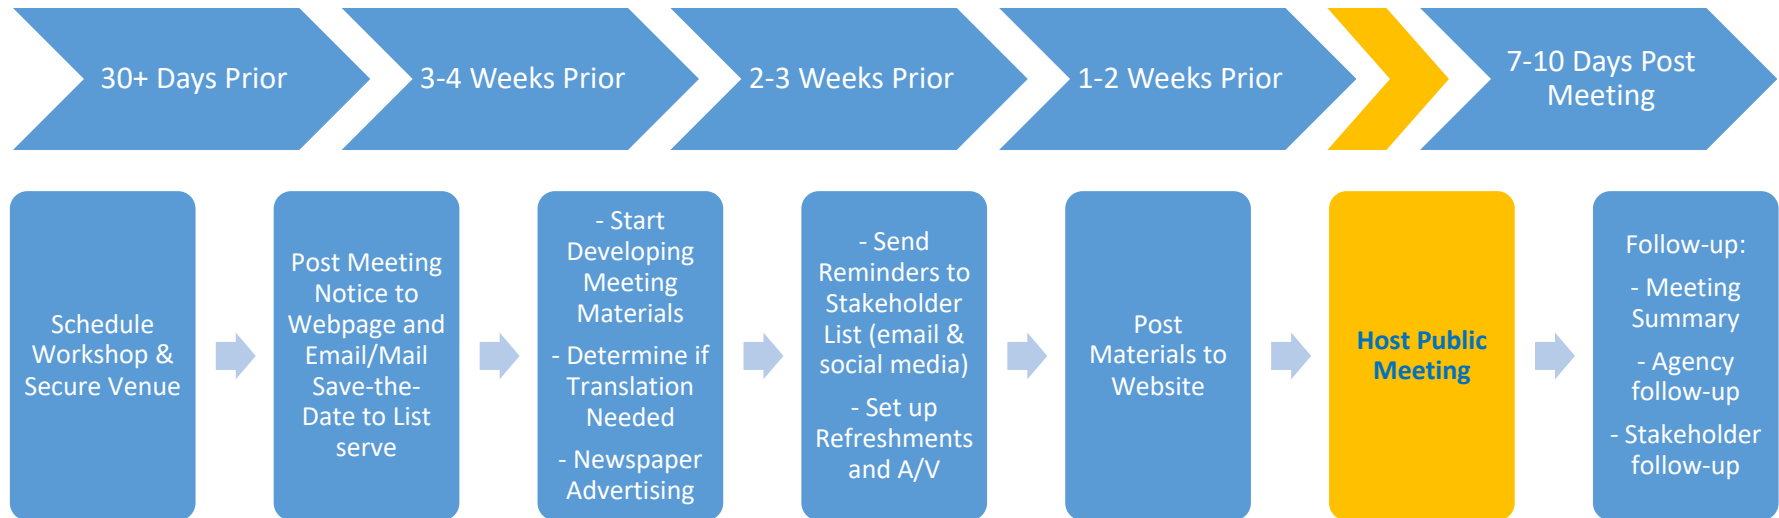 30+ Days Prior
3-4 Weeks Prior
2-3 Weeks Prior
1-2 Weeks Prior
7-10 Days Post
Meeting
Schedule
Workshop &
Secure Venue
Post Meeting
Notice to
Webpage and
Email/Mail
Save-the-
Date to List
serve
- Start
Developing
Meeting
Materials
- Determine if
Translation
Needed
- Newspaper
Advertising
- Send
Reminders to
Stakeholder
List (email &
social media)
- Set up
Refreshments
and A/V
Post
Materials to
Website
Host Public
Meeting
Follow-up:
- Meeting
Summary
- Agency
follow-up
- Stakeholder
follow-up